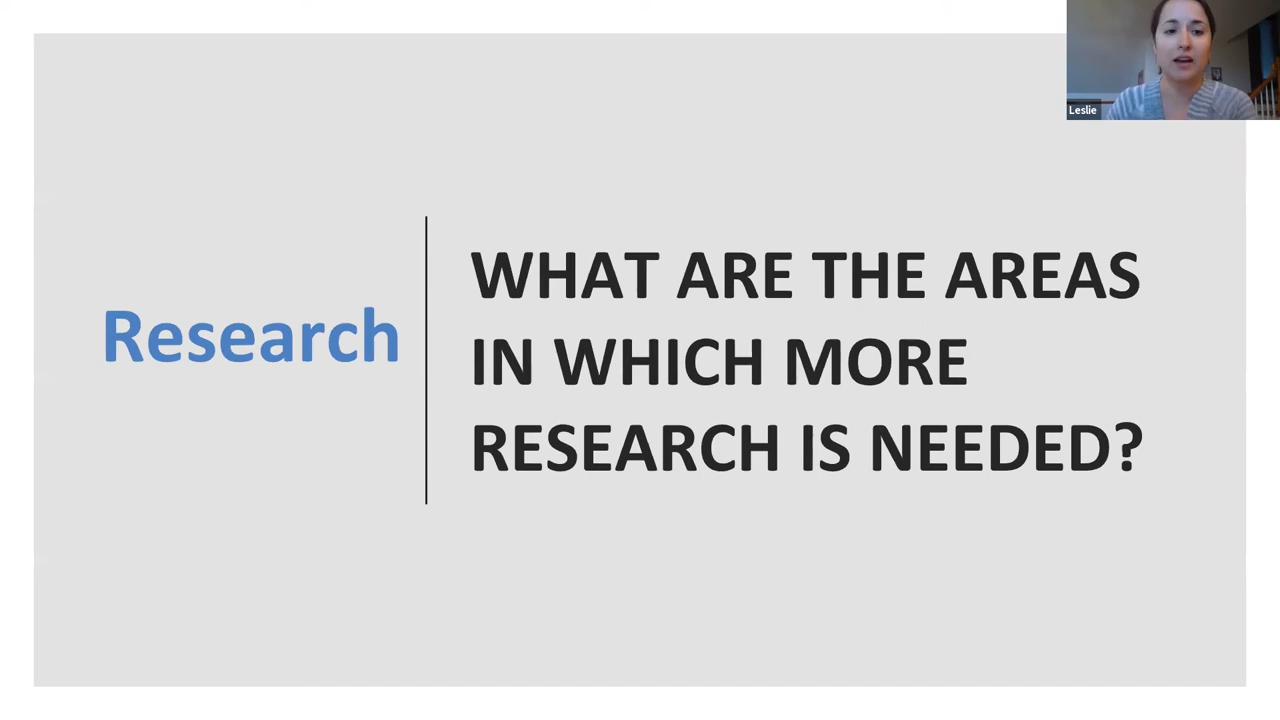 Leslie
Research
WHAT ARE THE AREAS
IN WHICH MORE
RESEARCH IS NEEDED?